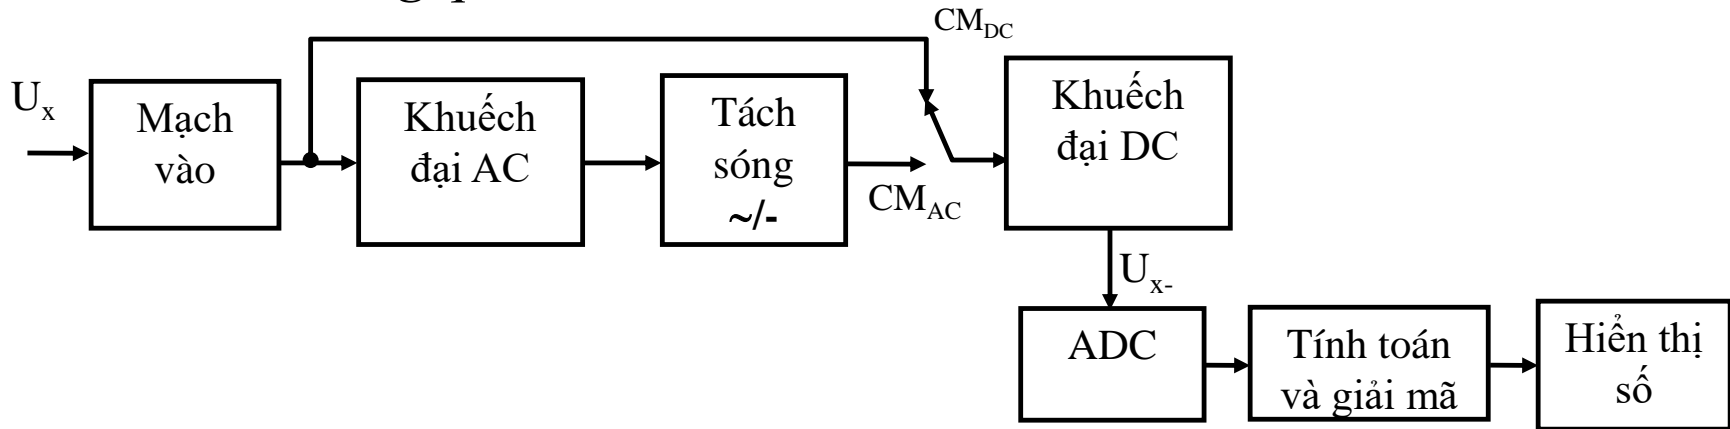 CM_DC
U_x
Mạch
vào
Khuếch
đại AC
Tách
sóng
~/-
CM_AC
Khuếch
đại DC
U_x-
ADC
Tính toán
và giải mã
Hiển thị
số